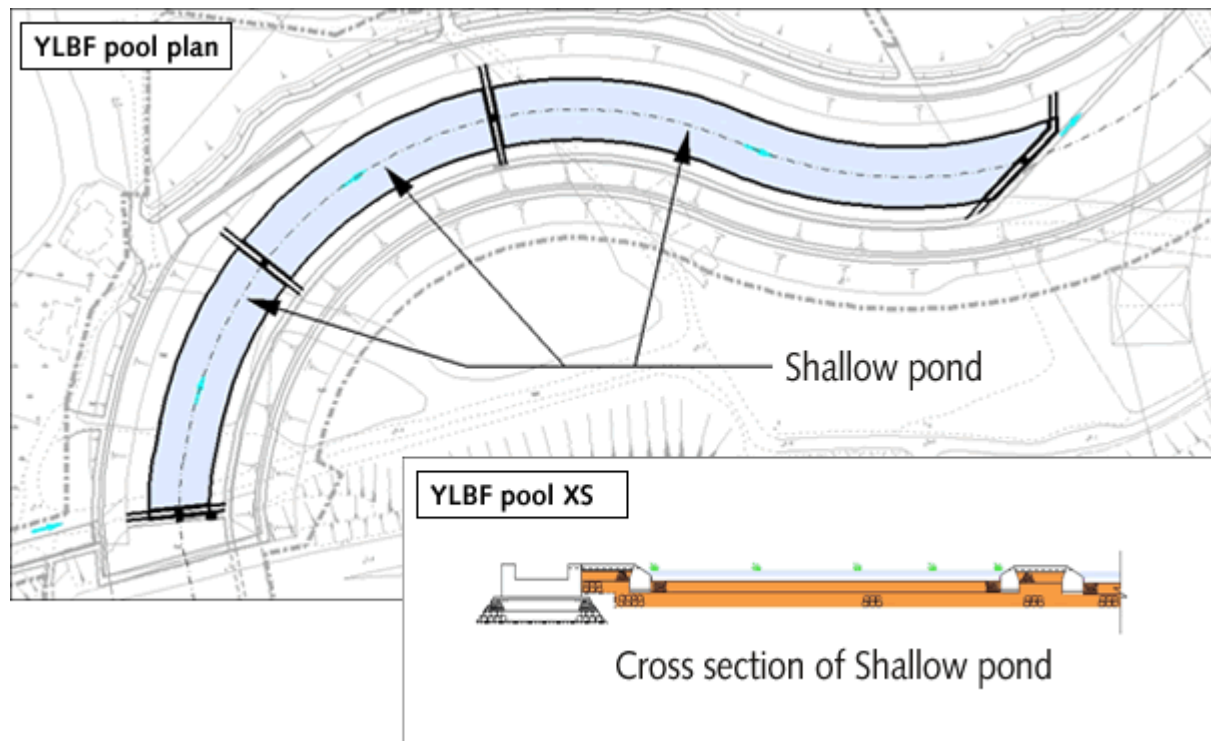 YLBF pool plan
Shallow pond
YLBF pool XS
Cross section of Shallow pond